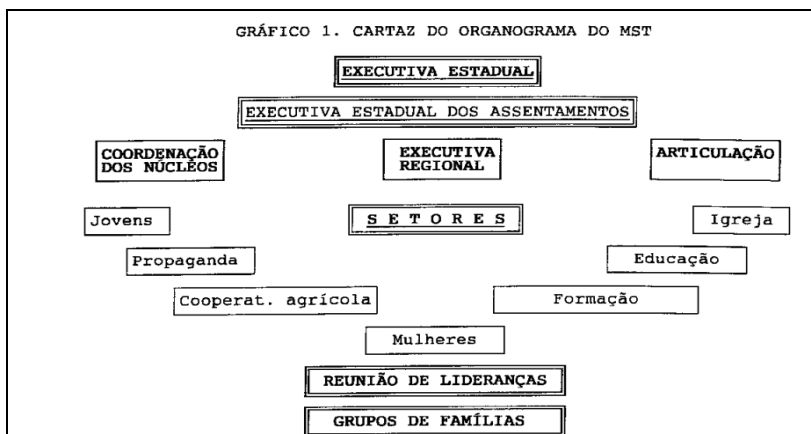 GRÁFICO 1. CARTAZ DO ORGANOGRAMA DO MST
EXECUTIVA ESTADUAL
EXECUTIVA ESTADUAL DOS ASSENTAMENTOS
COORDENAÇÃO
DOS NÚCLEOS
EXECUTIVA
REGIONAL
ARTICULAÇÃO
Jovens
S E T O R E S
Igreja
Propaganda
Educação
Cooperat. agrícola
Formação
Mulheres
REUNIÃO DE LIDERANÇAS
GRUPOS DE FAMÍLIAS